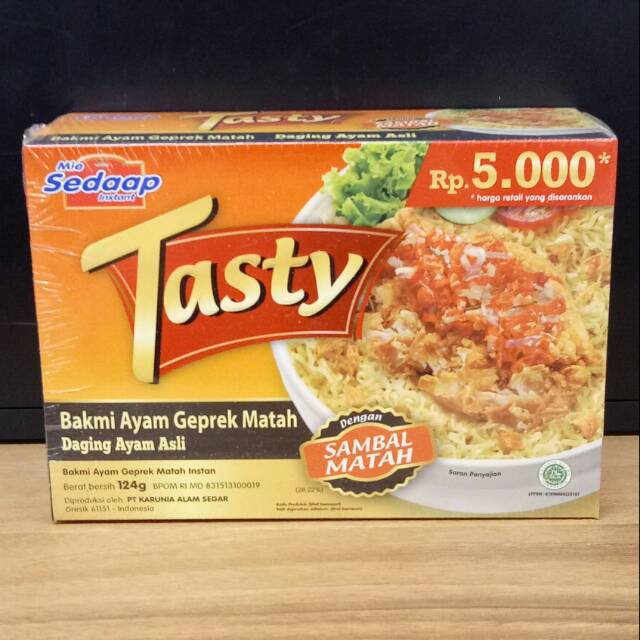 Tasty
SAMBAL
MATAH
Bakmi Ayam Geprek Matah
Daging Ayam Asli
Mie
Sedaap
Instant
Rp. 5.000*
* harga retail yang disarankan
Tasty
Bakmi Ayam Geprek Matah
Daging Ayam Asli
Dengan
SAMBAL
MATAH
Bakmi Ayam Geprek Matah Instan
Berat bersih 124g BPOM RI MD 831513100019
Diproduksi oleh: PT KARUNIA ALAM SEGAR
Gresik 61151 - Indonesia
Saran Penyajian